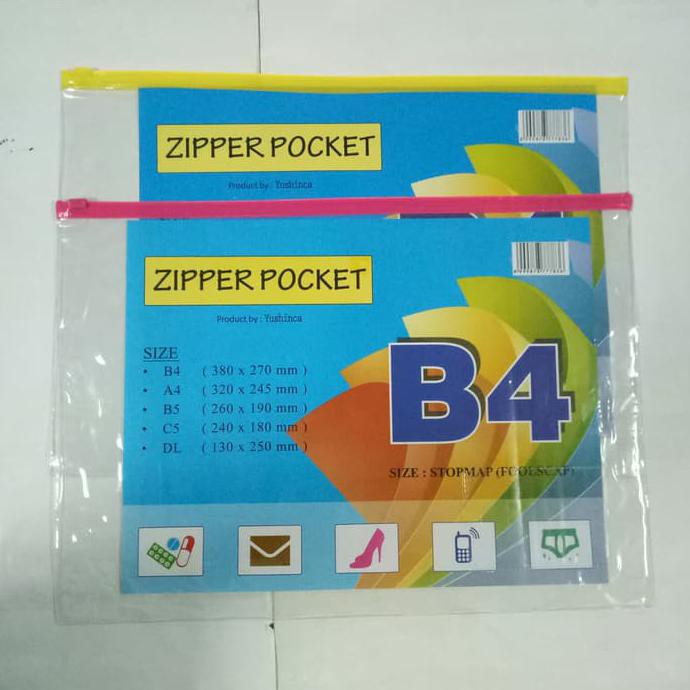 ZIPPER POCKET
Product by : Yushinca
ZIPPER POCKET
Product by : Yushinca
SIZE
• B4 ( 380 x 270 mm )
• A4 ( 320 x 245 mm )
• B5 ( 260 x 190 mm )
• C5 ( 240 x 180 mm )
• DL ( 130 x 250 mm )
B4
SIZE : STOPMAP (FOOLSCAP)